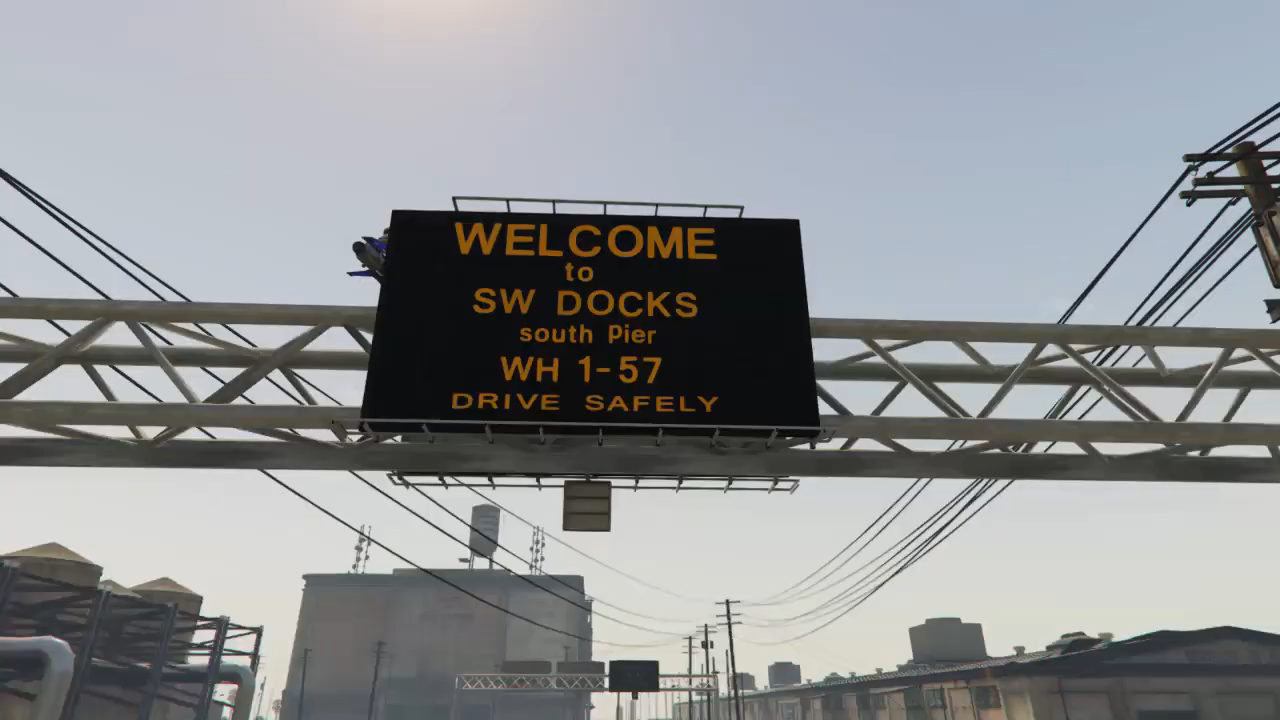 WELCOME
to
SW DOCKS
south Pier
WH 1-57
DRIVE SAFELY